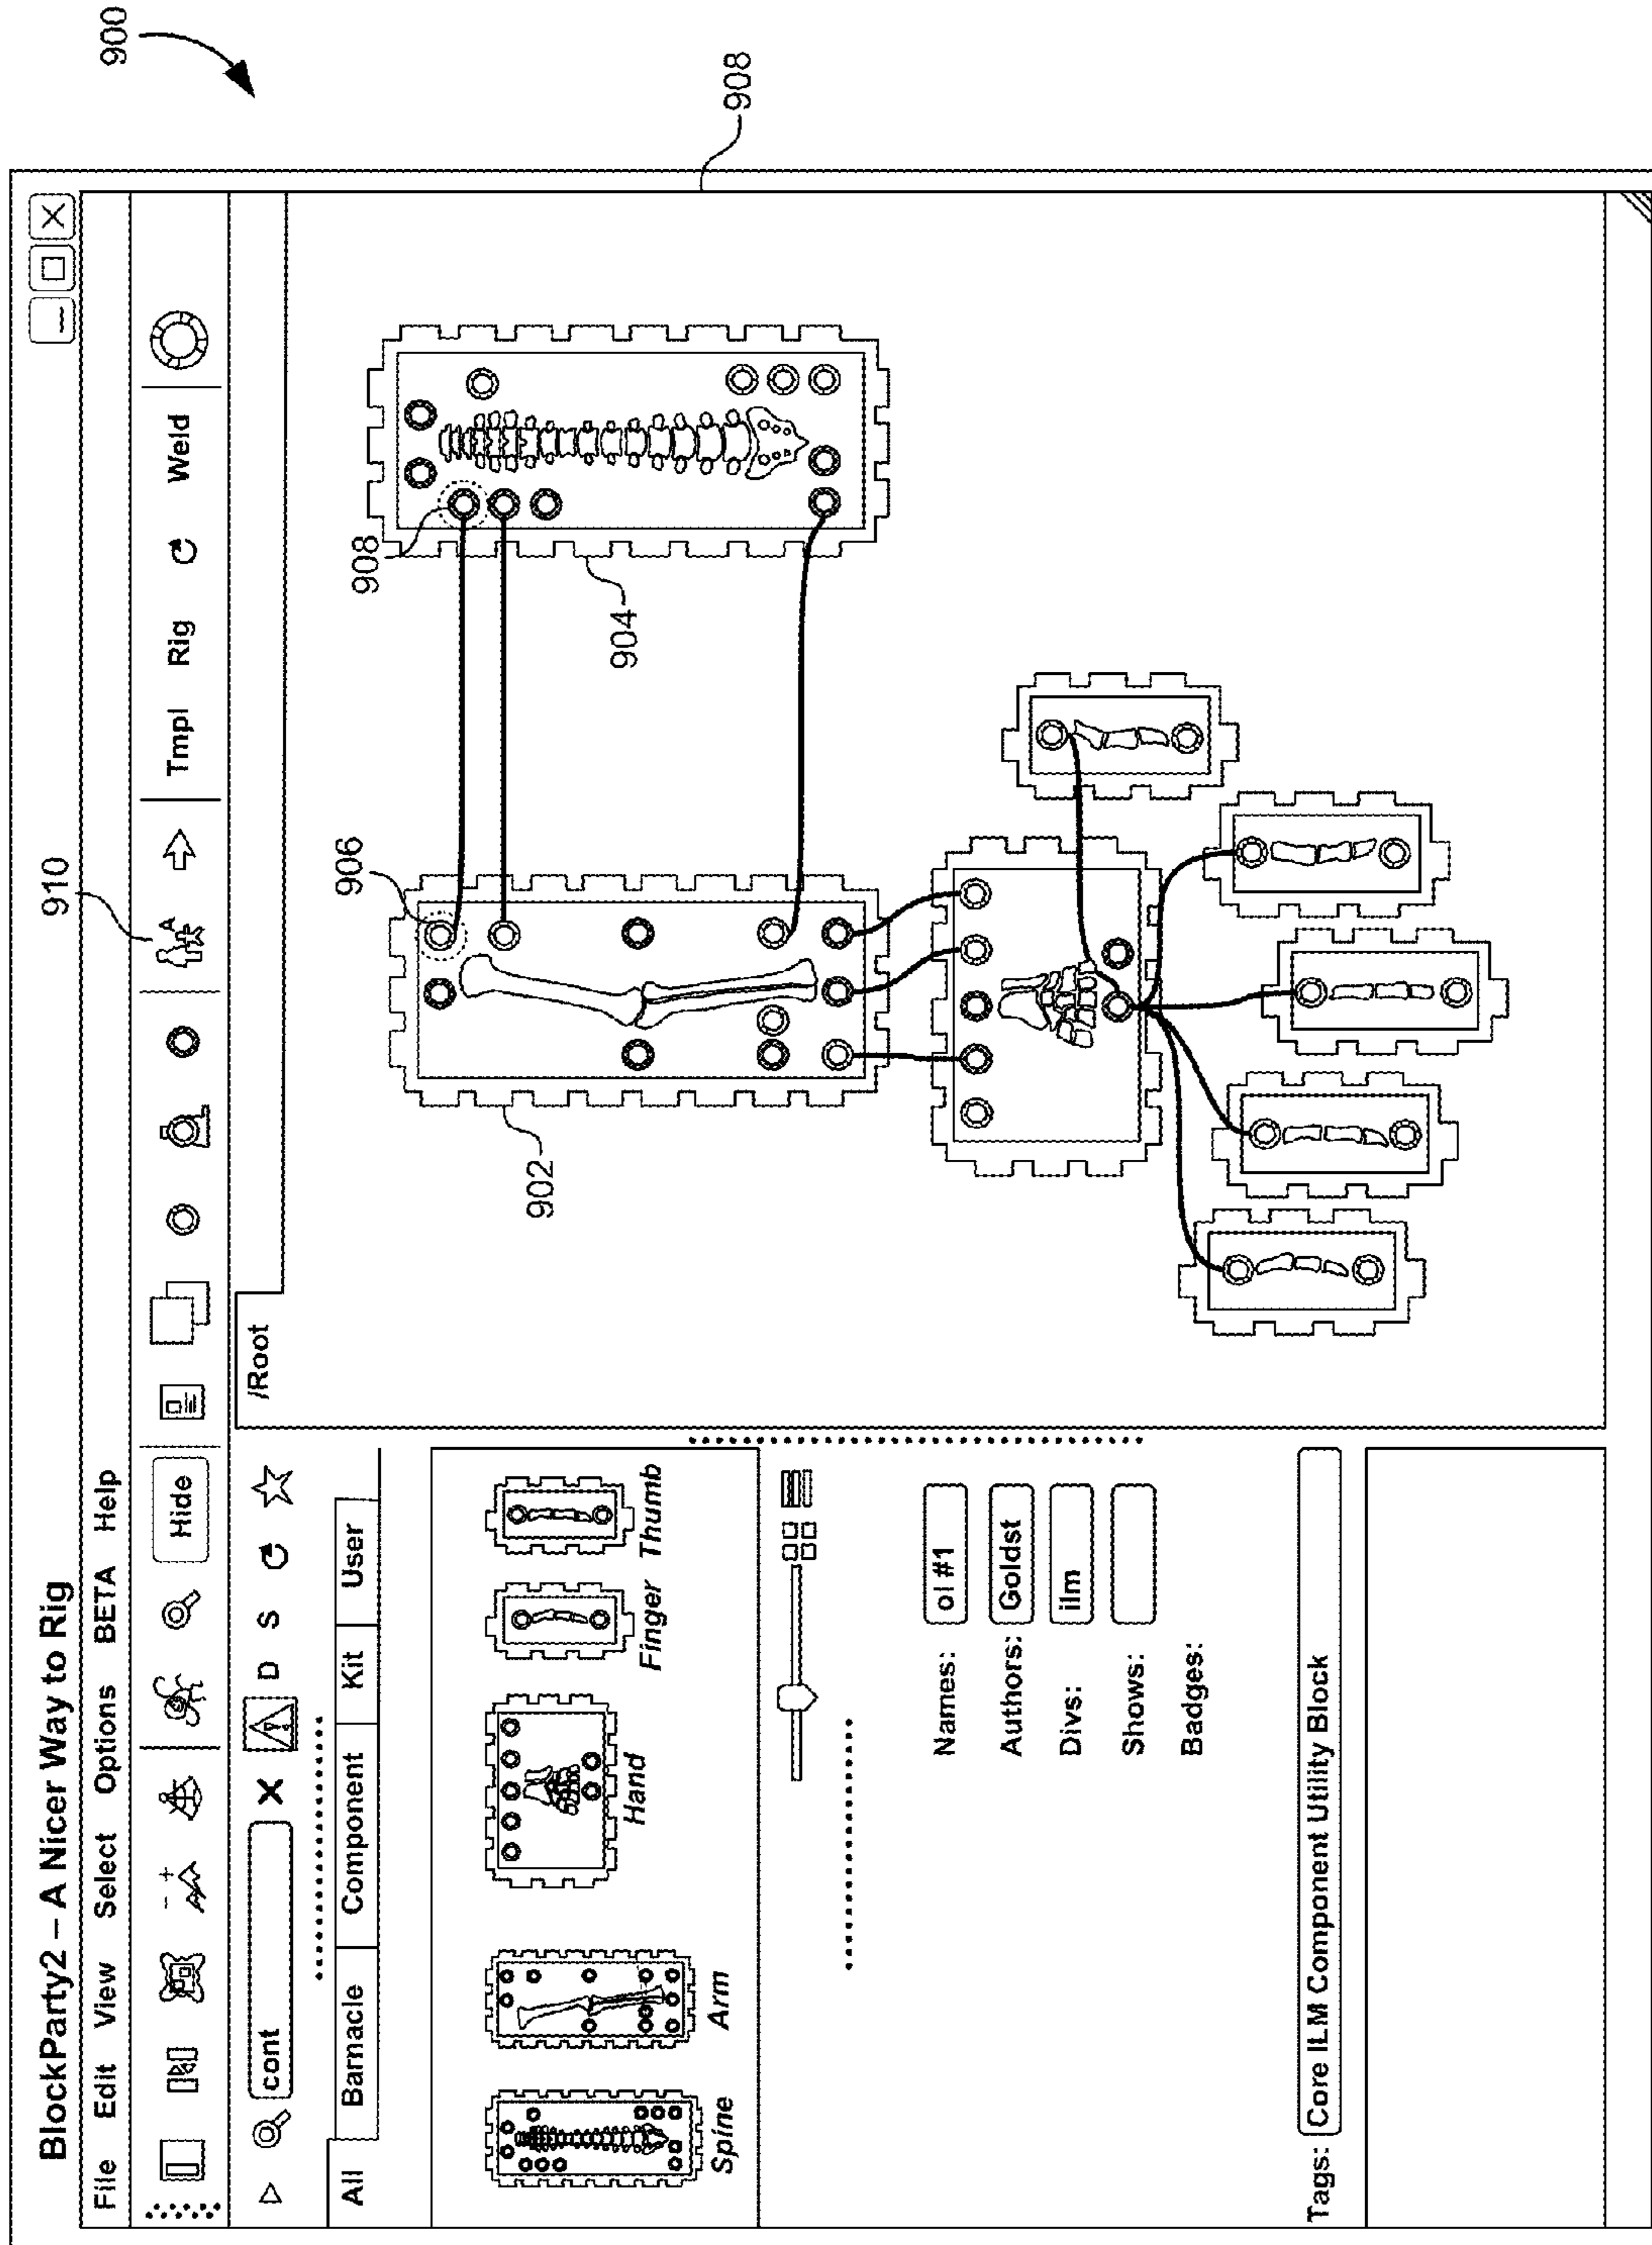 900
BlockParty2 – A Nicer Way to Rig
File Edit View Select Options BETA Help
910
Hide
A
Tmpl Rig Weld
cont
D S
/Root
All Barnacle Component Kit User
Spine Arm Hand Finger Thumb
Names: ol #1
Authors: Goldst
Divs: ilm
Shows:
Badges:
Tags: Core ILM Component Utility Block
902
906
908
904
908